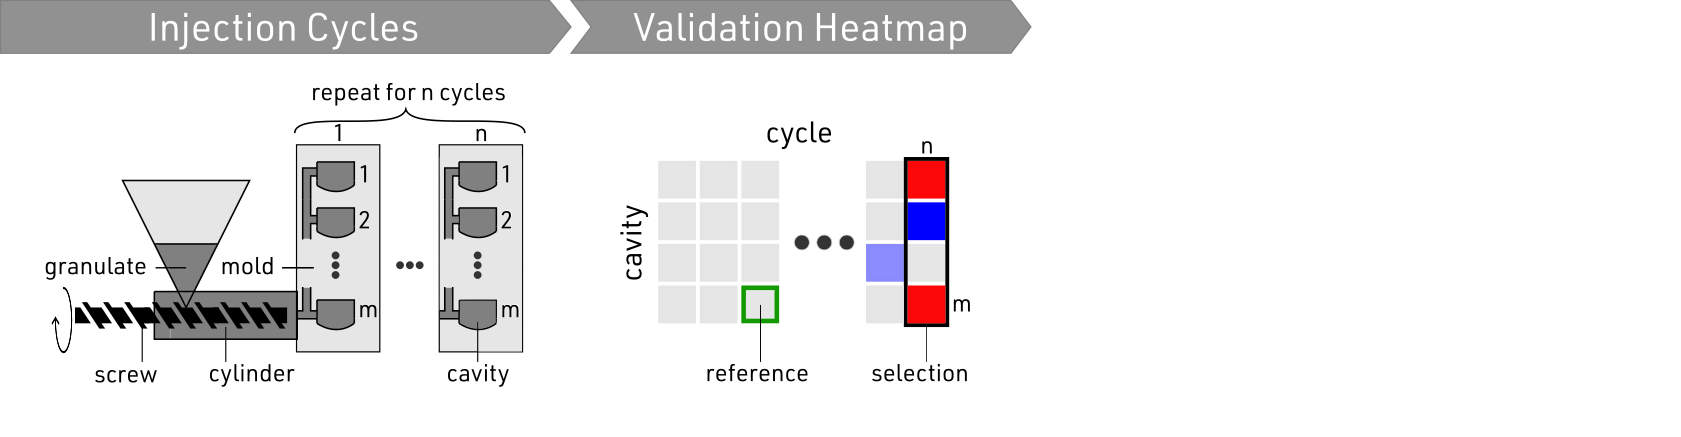 Injection Cycles
Validation Heatmap
repeat for n cycles
1
n
1
1
2
2
granulate
mold
m
m
screw
cylinder
cavity
cycle
n
cavity
m
reference
selection